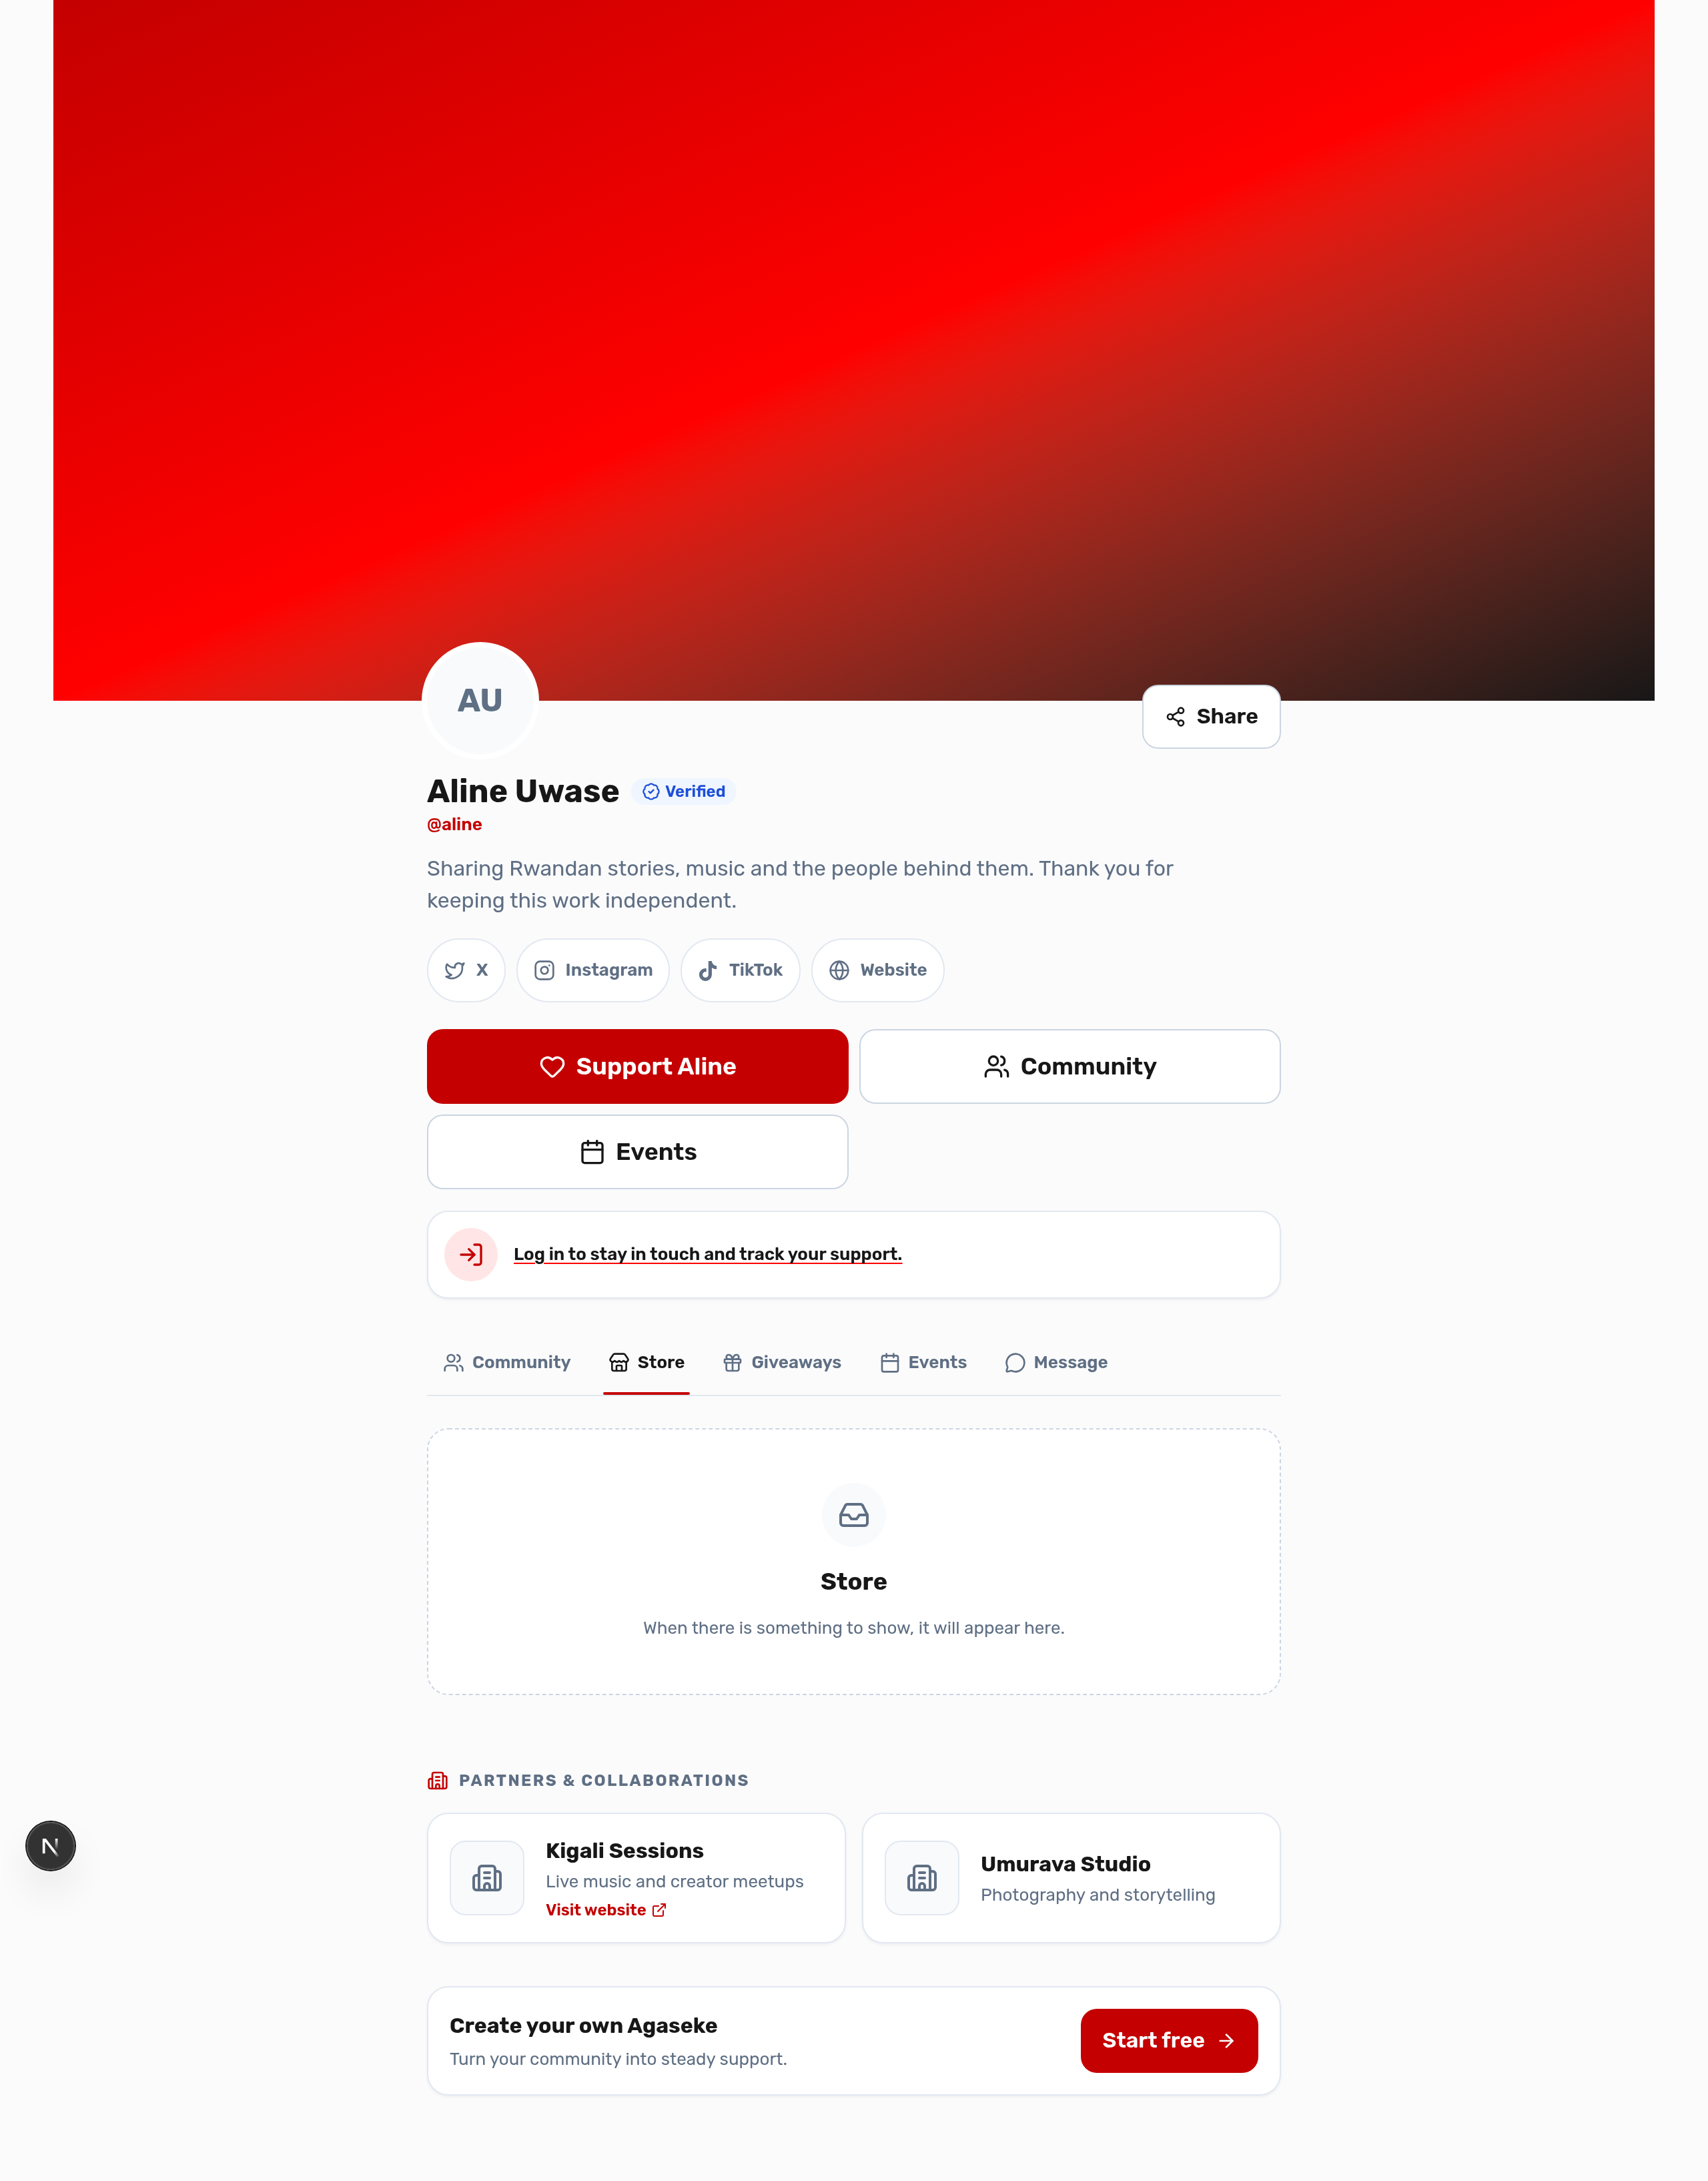 AU
Share
Aline Uwase
Verified
@aline
Sharing Rwandan stories, music and the people behind them. Thank you for
keeping this work independent.
X
Instagram
TikTok
Website
Support Aline
Community
Events
Log in to stay in touch and track your support.
Community
Store
Giveaways
Events
Message
Store
When there is something to show, it will appear here.
PARTNERS & COLLABORATIONS
Kigali Sessions
Live music and creator meetups
Visit website
Umurava Studio
Photography and storytelling
N
Create your own Agaseke
Turn your community into steady support.
Start free